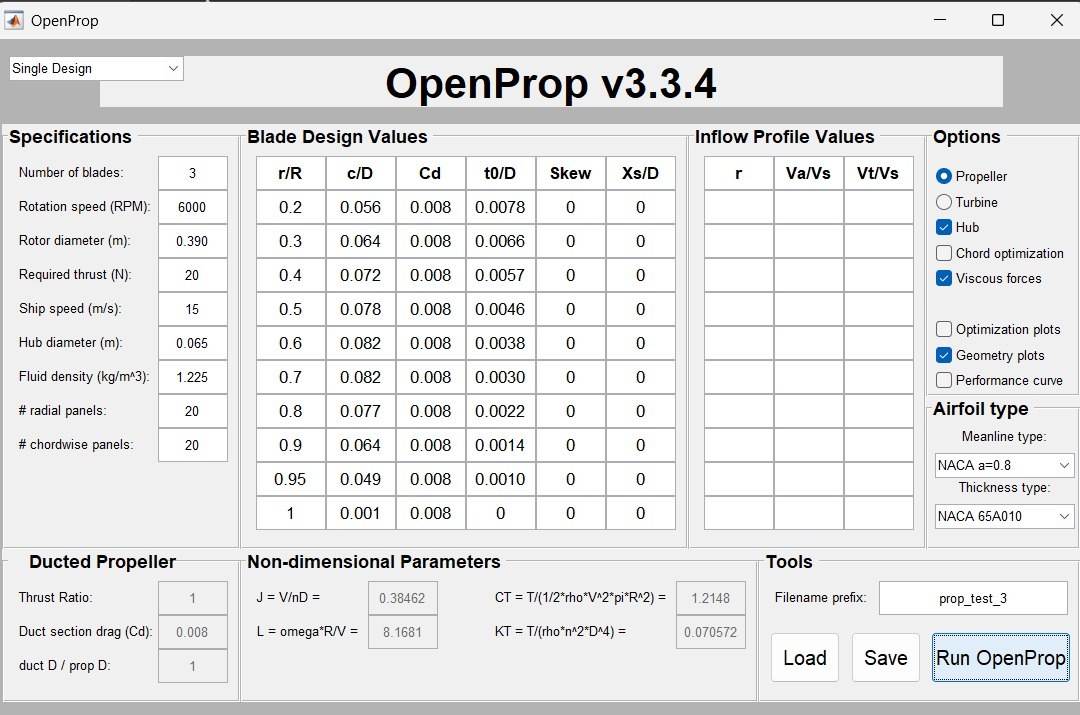 OpenProp
Single Design
OpenProp v3.3.4
Specifications
Number of blades: 3
Rotation speed (RPM): 6000
Rotor diameter (m): 0.390
Required thrust (N): 20
Ship speed (m/s): 15
Hub diameter (m): 0.065
Fluid density (kg/m^3): 1.225
# radial panels: 20
# chordwise panels: 20
Blade Design Values
r/R c/D Cd t0/D Skew Xs/D
0.2 0.056 0.008 0.0078 0 0
0.3 0.064 0.008 0.0066 0 0
0.4 0.072 0.008 0.0057 0 0
0.5 0.078 0.008 0.0046 0 0
0.6 0.082 0.008 0.0038 0 0
0.7 0.082 0.008 0.0030 0 0
0.8 0.077 0.008 0.0022 0 0
0.9 0.064 0.008 0.0014 0 0
0.95 0.049 0.008 0.0010 0 0
1 0.001 0.008 0 0 0
Inflow Profile Values
r Va/Vs Vt/Vs
Options
Propeller
Turbine
Hub
Chord optimization
Viscous forces
Optimization plots
Geometry plots
Performance curve
Airfoil type
Meanline type:
NACA a=0.8
Thickness type:
NACA 65A010
Ducted Propeller
Thrust Ratio: 1
Duct section drag (Cd): 0.008
duct D / prop D: 1
Non-dimensional Parameters
J = V/nD = 0.38462 CT = T/(1/2*rho*V^2*pi*R^2) = 1.2148
L = omega*R/V = 8.1681 KT = T/(rho*n^2*D^4) = 0.070572
Tools
Filename prefix: prop_test_3
Load Save Run OpenProp